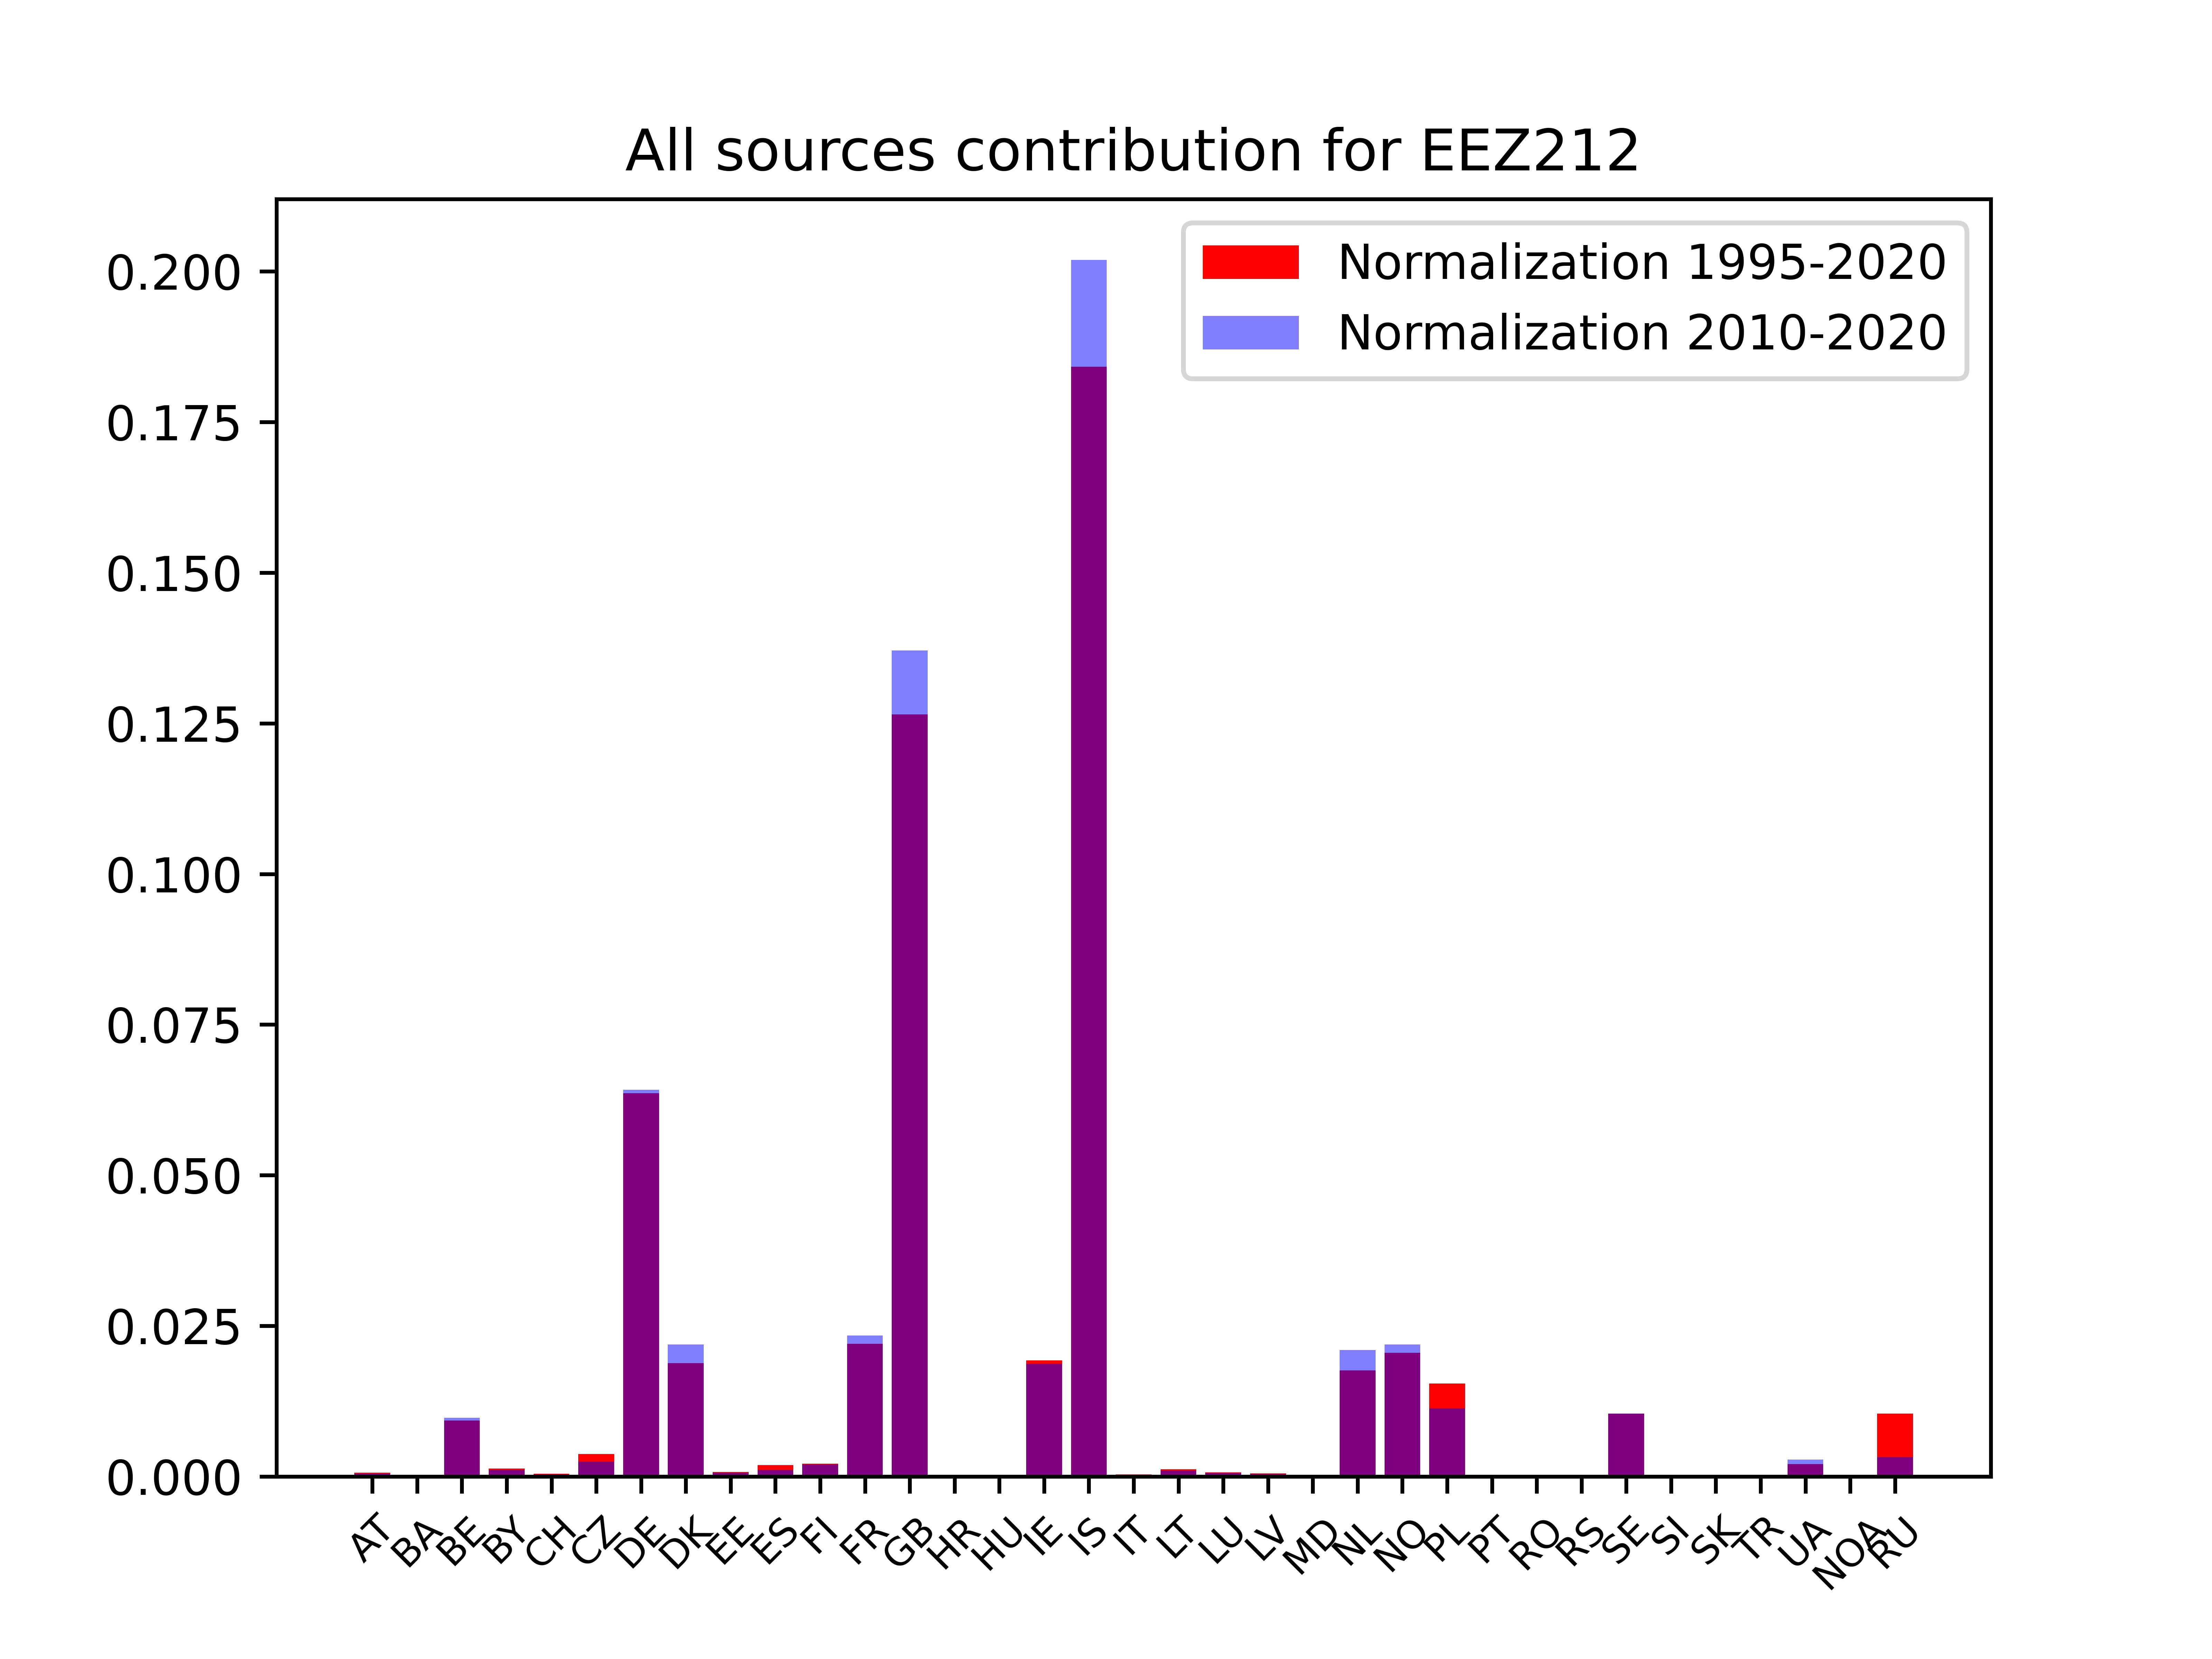 All sources contribution for EEZ212
Normalization 1995-2020
Normalization 2010-2020
0.200
0.175
0.150
0.125
0.100
0.075
0.050
0.025
0.000
AT BA BE BY CH CZ DE DK EE ES FI FR GB HR HU IE IS IT LT LU LV MD NL NO PL PT RO RS SE SI SK TR UA NOA RU